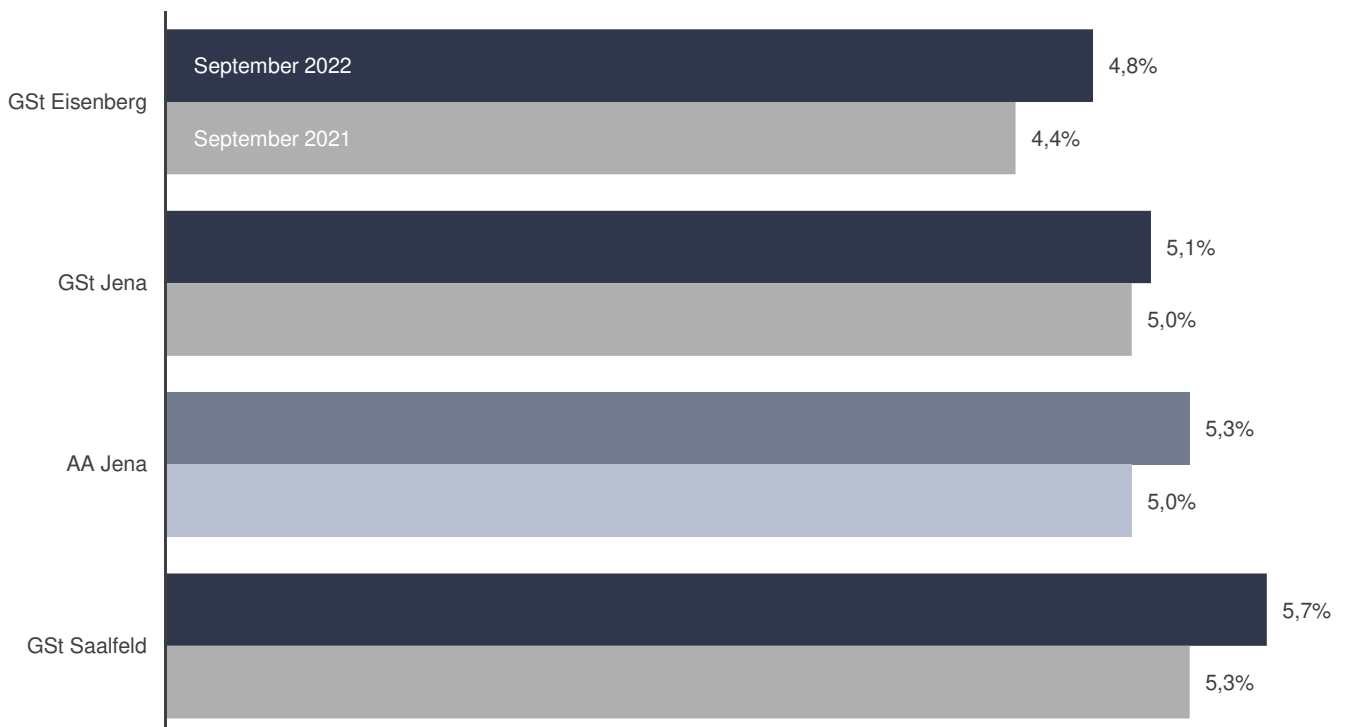 September 2022
4,8%
GSt Eisenberg
September 2021
4,4%
5,1%
GSt Jena
5,0%
5,3%
AA Jena
5,0%
5,7%
GSt Saalfeld
5,3%